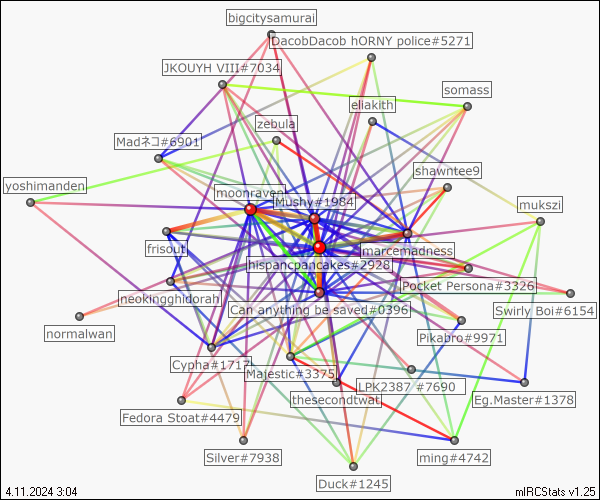 bigcitysamurai
DacobDacob hORNY police#5271
JKOUYH VIII#7034
somass
eliakith
zebula
Madネコ#6901
shawntee9
yoshimanden
moonraven
Mushy#1984
mukszi
frisout
marcemadness
hispancpancakes#2928
Pocket Persona#3326
neokingghidorah
Can anything be saved#0396
Swirly Boi#6154
normalwan
Pikabro#9971
Cypha#1717
Majestic#3375
LPK2387 #7690
thesecondtwat
Eg.Master#1378
Fedora Stoat#4479
Silver#7938
ming#4742
Duck#1245
4.11.2024 3:04
mIRCStats v1.25